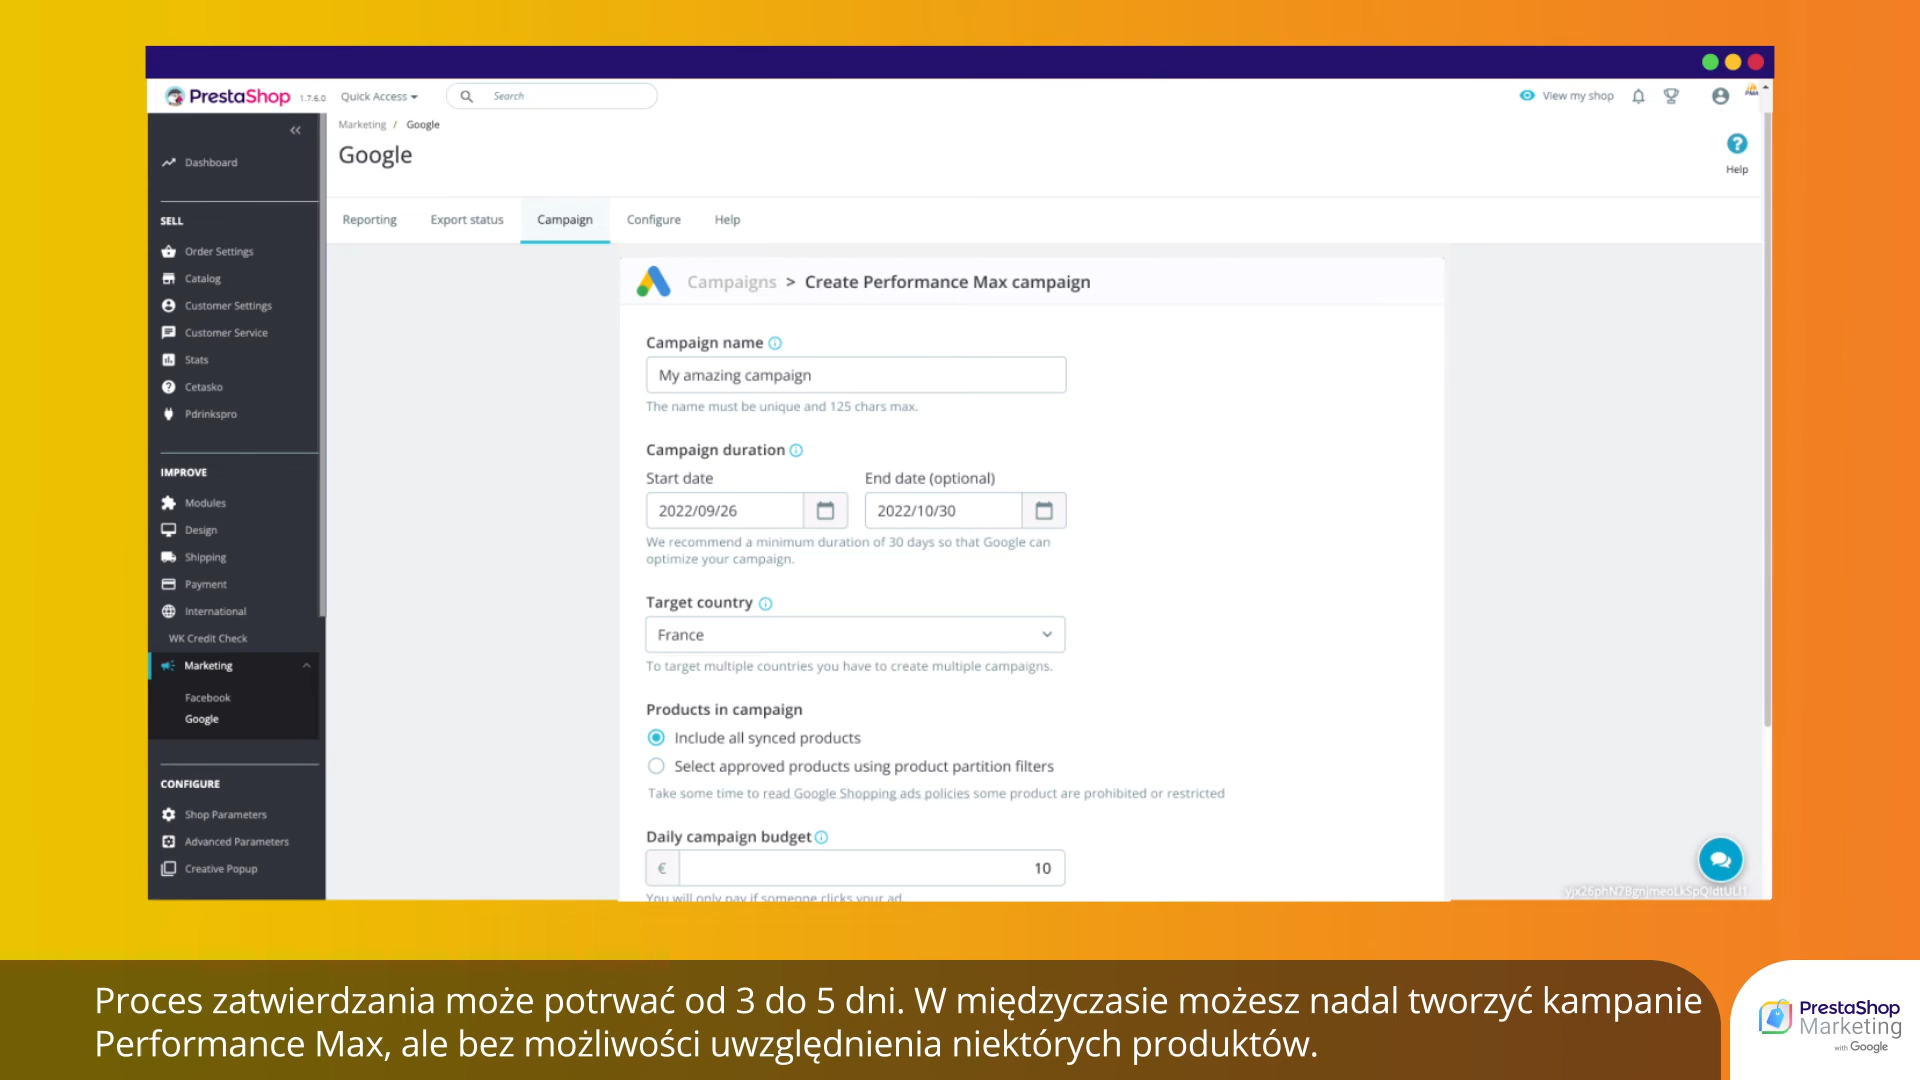 PrestaShop 1.7.6.0 Quick Access Search View my shop
Marketing / Google
Google
Help
Dashboard
Reporting Export status Campaign Configure Help
SELL
Order Settings
Catalog
Customer Settings
Customer Service
Stats
Cetasko
Pdrinkspro
IMPROVE
Modules
Design
Shipping
Payment
International
WK Credit Check
Marketing
Facebook
Google
CONFIGURE
Shop Parameters
Advanced Parameters
Creative Popup
Campaigns > Create Performance Max campaign
Campaign name
My amazing campaign
The name must be unique and 125 chars max.
Campaign duration
Start date End date (optional)
2022/09/26 2022/10/30
We recommend a minimum duration of 30 days so that Google can
optimize your campaign.
Target country
France
To target multiple countries you have to create multiple campaigns.
Products in campaign
Include all synced products
Select approved products using product partition filters
Take some time to read Google Shopping ads policies some product are prohibited or restricted
Daily campaign budget
€ 10
You will only pay if someone clicks your ad.
Proces zatwierdzania może potrwać od 3 do 5 dni. W międzyczasie możesz nadal tworzyć kampanie
Performance Max, ale bez możliwości uwzględnienia niektórych produktów.
PrestaShop
Marketing
with Google